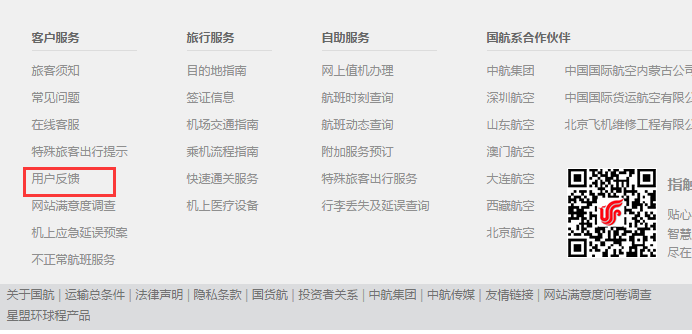 客户服务
旅客须知
常见问题
在线客服
特殊旅客出行提示
用户反馈
网站满意度调查
机上应急延误预案
不正常航班服务
旅行服务
目的地指南
签证信息
机场交通指南
乘机流程指南
快速通关服务
机上医疗设备
自助服务
网上值机办理
航班时刻查询
航班动态查询
附加服务预订
特殊旅客出行服务
行李丢失及延误查询
国航系合作伙伴
中航集团
深圳航空
山东航空
澳门航空
大连航空
西藏航空
北京航空
中国国际航空内蒙古公司
中国国际货运航空有限公
北京飞机维修工程有限公
指触
贴心
智慧
尽在
关于国航 | 运输总条件 | 法律声明 | 隐私条款 | 国货航 | 投资者关系 | 中航集团 | 中航传媒 | 友情链接 | 网站满意度问卷调查
星盟环球程产品